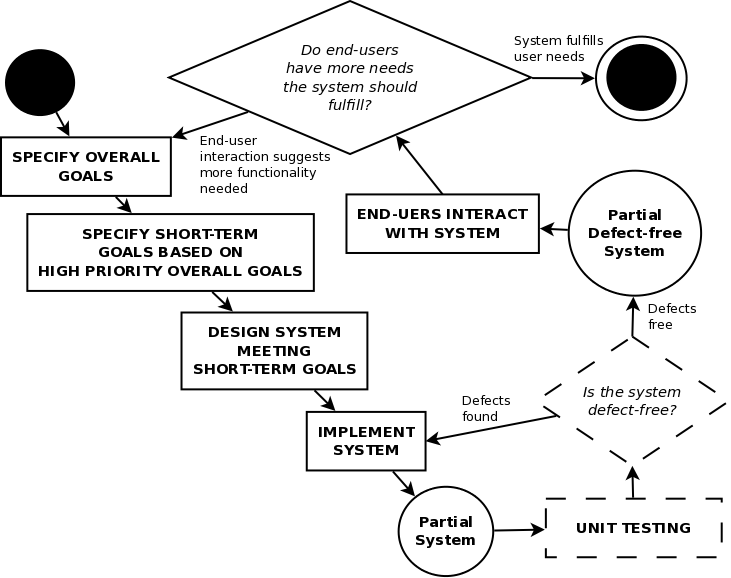 Do end-users
have more needs
the system should
fulfill?
System fulfills
user needs
End-user
interaction suggests
more functionality
needed
SPECIFY OVERALL
GOALS
SPECIFY SHORT-TERM
GOALS BASED ON
HIGH PRIORITY OVERALL GOALS
DESIGN SYSTEM
MEETING
SHORT-TERM GOALS
IMPLEMENT
SYSTEM
Partial
System
UNIT TESTING
Is the system
defect-free?
Defects
found
Defects
free
Partial
Defect-free
System
END-UERS INTERACT
WITH SYSTEM